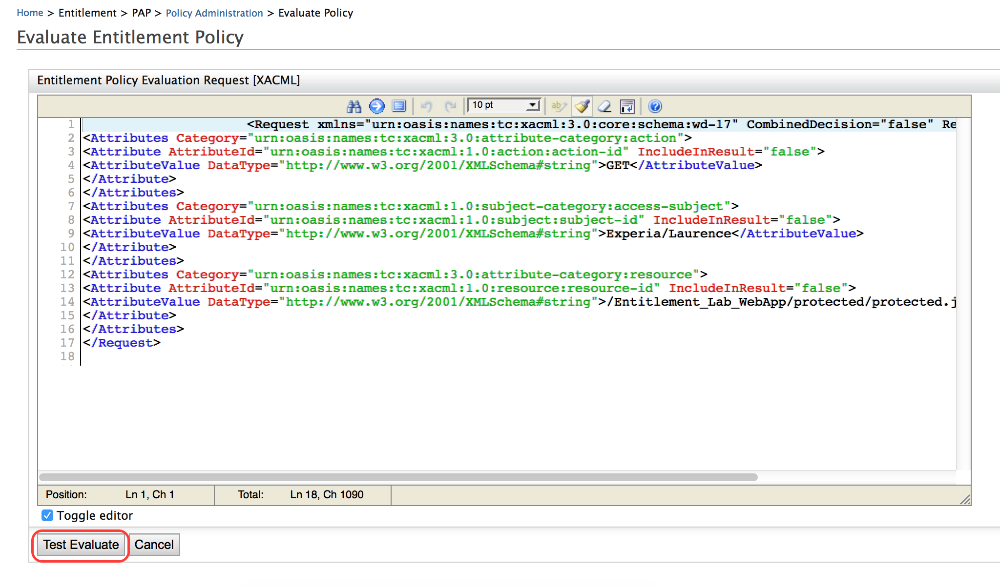 Home > Entitlement > PAP > Policy Administration > Evaluate Policy
Evaluate Entitlement Policy
Entitlement Policy Evaluation Request [XACML]
10 pt
1 <Request xmlns="urn:oasis:names:tc:xacml:3.0:core:schema:wd-17" CombinedDecision="false" Re
2 <Attributes Category="urn:oasis:names:tc:xacml:3.0:attribute-category:action">
3 <Attribute AttributeId="urn:oasis:names:tc:xacml:1.0:action:action-id" IncludeInResult="false">
4 <AttributeValue DataType="http://www.w3.org/2001/XMLSchema#string">GET</AttributeValue>
5 </Attribute>
6 </Attributes>
7 <Attributes Category="urn:oasis:names:tc:xacml:1.0:subject-category:access-subject">
8 <Attribute AttributeId="urn:oasis:names:tc:xacml:1.0:subject:subject-id" IncludeInResult="false">
9 <AttributeValue DataType="http://www.w3.org/2001/XMLSchema#string">Experia/Laurence</AttributeValue>
10 </Attribute>
11 </Attributes>
12 <Attributes Category="urn:oasis:names:tc:xacml:3.0:attribute-category:resource">
13 <Attribute AttributeId="urn:oasis:names:tc:xacml:1.0:resource:resource-id" IncludeInResult="false">
14 <AttributeValue DataType="http://www.w3.org/2001/XMLSchema#string">/Entitlement_Lab_WebApp/protected/protected.j
15 </Attribute>
16 </Attributes>
17 </Request>
18
Position: Ln 1, Ch 1 Total: Ln 18, Ch 1090
Toggle editor
Test Evaluate Cancel